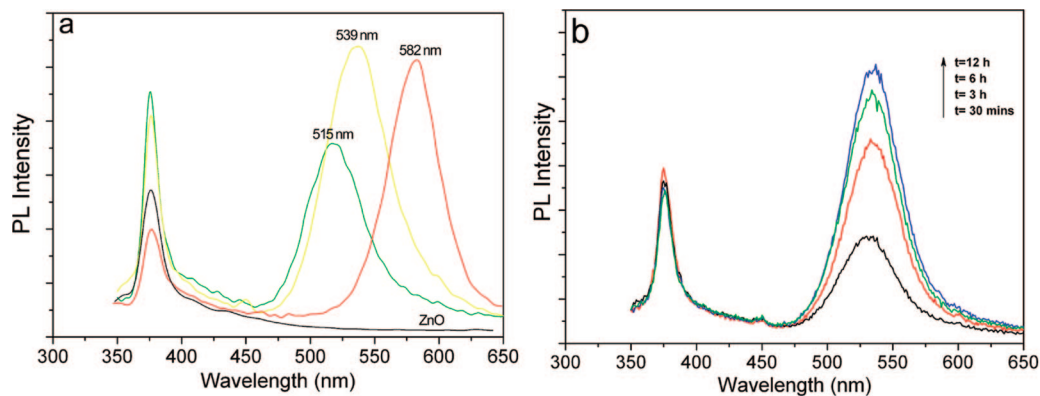 a
539 nm
582 nm
515 nm
ZnO
PL Intensity
300 350 400 450 500 550 600 650
Wavelength (nm)
b
t=12 h
t= 6 h
t= 3 h
t= 30 mins
PL Intensity
300 350 400 450 500 550 600 650
Wavelength (nm)